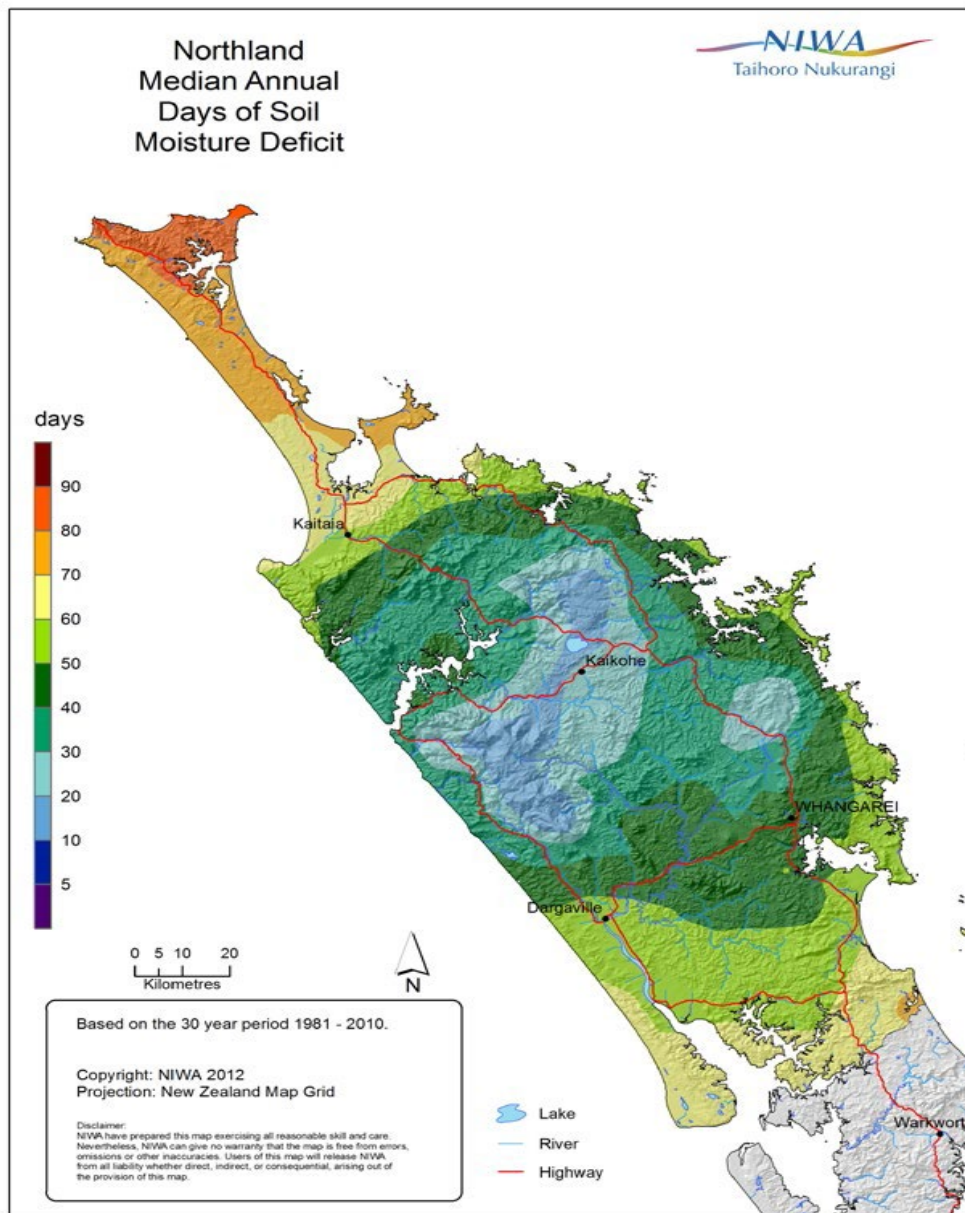 Northland
Median Annual
Days of Soil
Moisture Deficit
NIWA
Taihoro Nukurangi
days
90
80
70
60
50
40
30
20
10
5
Kaitaia
Kaikohe
WHANGAREI
Dargaville
Warkwort
0 10 20
Kilometres
N
Based on the 30 year period 1981 - 2010.
Copyright: NIWA 2012
Projection: New Zealand Map Grid
Disclaimer:
NIWA have prepared this map exercising all reasonable skill and care.
Nevertheless, NIWA can give no warranty that the map is free from errors,
omissions or other inaccuracies. Users of this map will release NIWA
from all liability whether direct, indirect, or consequential, arising out of
the provision of this map.
Lake
River
Highway